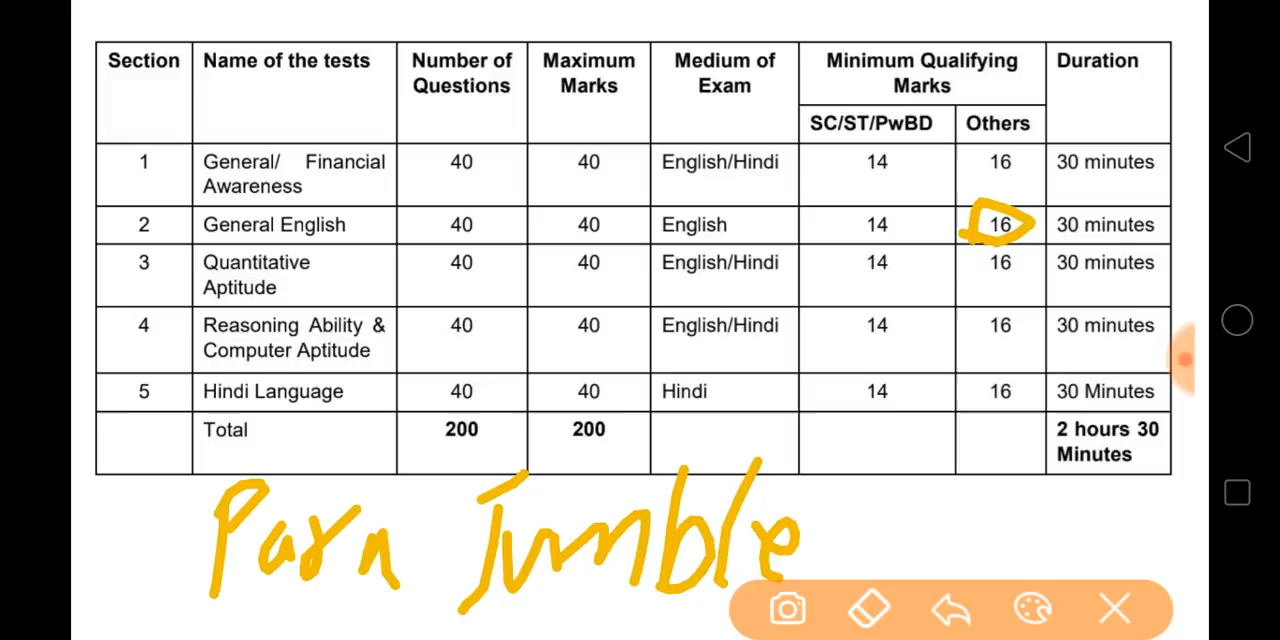 Section Name of the tests Number of Questions Maximum Marks Medium of Exam Minimum Qualifying Marks Duration
SC/ST/PwBD Others
1 General/ Financial Awareness 40 40 English/Hindi 14 16 30 minutes
2 General English 40 40 English 14 16 30 minutes
3 Quantitative Aptitude 40 40 English/Hindi 14 16 30 minutes
4 Reasoning Ability & Computer Aptitude 40 40 English/Hindi 14 16 30 minutes
5 Hindi Language 40 40 Hindi 14 16 30 Minutes
Total 200 200 2 hours 30 Minutes
Para Jumble